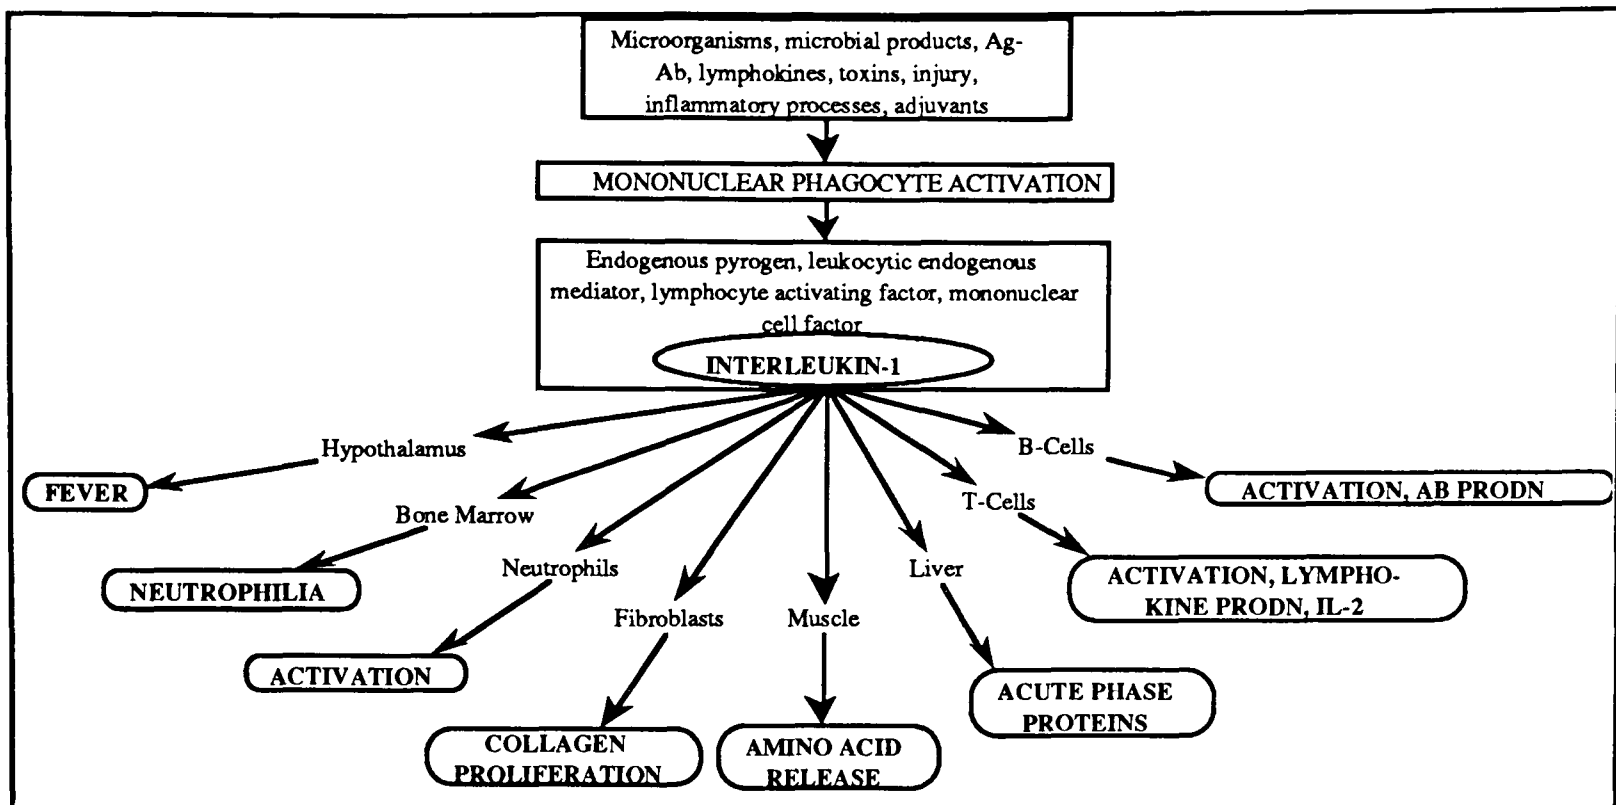 Microorganisms, microbial products, Ag-
Ab, lymphokines, toxins, injury,
inflammatory processes, adjuvants
MONONUCLEAR PHAGOCYTE ACTIVATION
Endogenous pyrogen, leukocytic endogenous
mediator, lymphocyte activating factor, mononuclear
cell factor
INTERLEUKIN-1
Hypothalamus
FEVER
Bone Marrow
NEUTROPHILIA
Neutrophils
ACTIVATION
Fibroblasts
COLLAGEN
PROLIFERATION
Muscle
AMINO ACID
RELEASE
Liver
ACUTE PHASE
PROTEINS
T-Cells
ACTIVATION, LYMPHO-
KINE PRODN, IL-2
B-Cells
ACTIVATION, AB PRODN